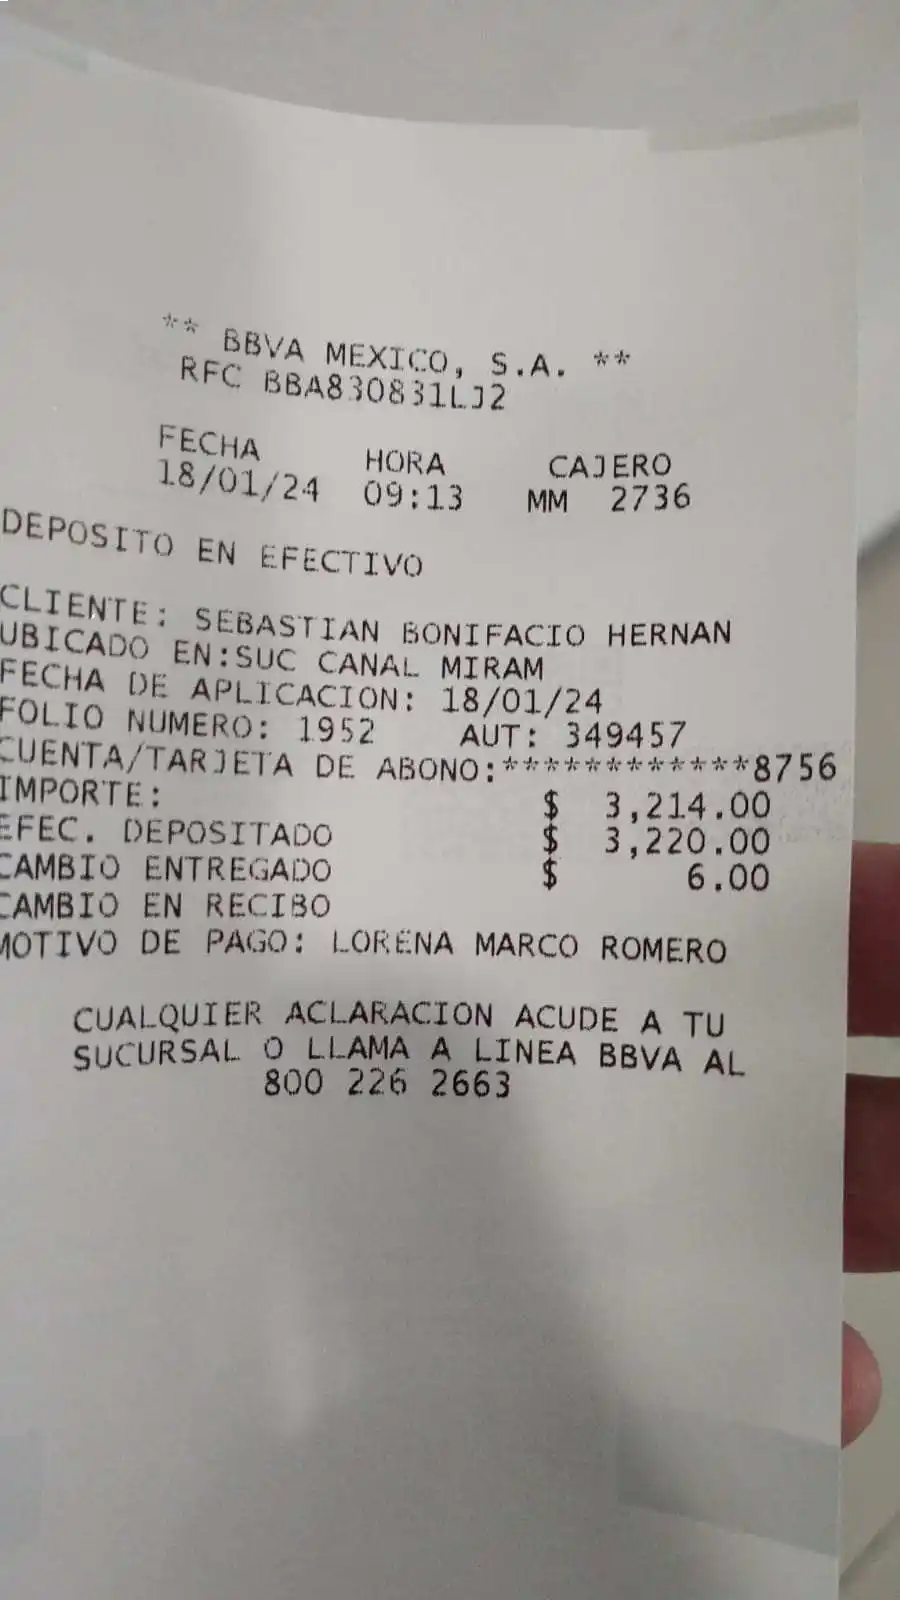 ** BBVA MEXICO, S.A. **
RFC BBA830831LJ2
FECHA HORA CAJERO
18/01/24 09:13 MM 2736
DEPOSITO EN EFECTIVO
CLIENTE: SEBASTIAN BONIFACIO HERNAN
UBICADO EN:SUC CANAL MIRAM
FECHA DE APLICACION: 18/01/24
FOLIO NUMERO: 1952 AUT: 349457
CUENTA/TARJETA DE ABONO:************8756
IMPORTE: $ 3,214.00
EFEC. DEPOSITADO $ 3,220.00
CAMBIO ENTREGADO $ 6.00
CAMBIO EN RECIBO
MOTIVO DE PAGO: LORENA MARCO ROMERO
CUALQUIER ACLARACION ACUDE A TU
SUCURSAL O LLAMA A LINEA BBVA AL
800 226 2663